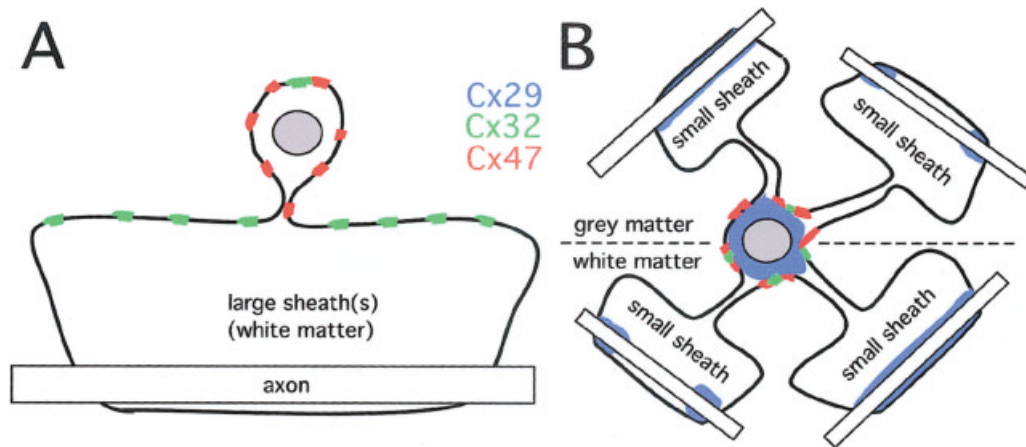 A
B
Cx29
Cx32
Cx47
large sheath(s)
(white matter)
axon
small sheath
small sheath
grey matter
white matter
small sheath
small sheath